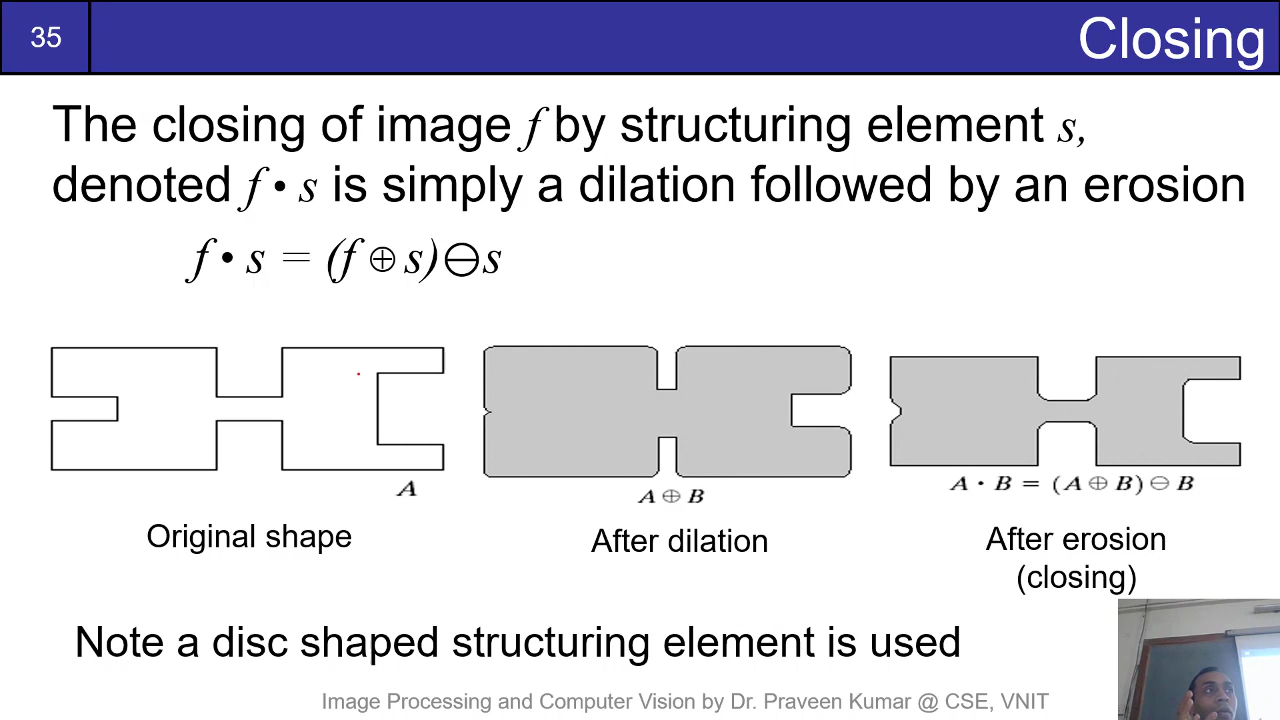 35
Closing
The closing of image f by structuring element s,
denoted f • s is simply a dilation followed by an erosion
f • s = (f ⊕ s)⊖s
A
A ⊕ B
A • B = (A ⊕ B) ⊖ B
Original shape
After dilation
After erosion
(closing)
Note a disc shaped structuring element is used
Image Processing and Computer Vision by Dr. Praveen Kumar @ CSE, VNIT